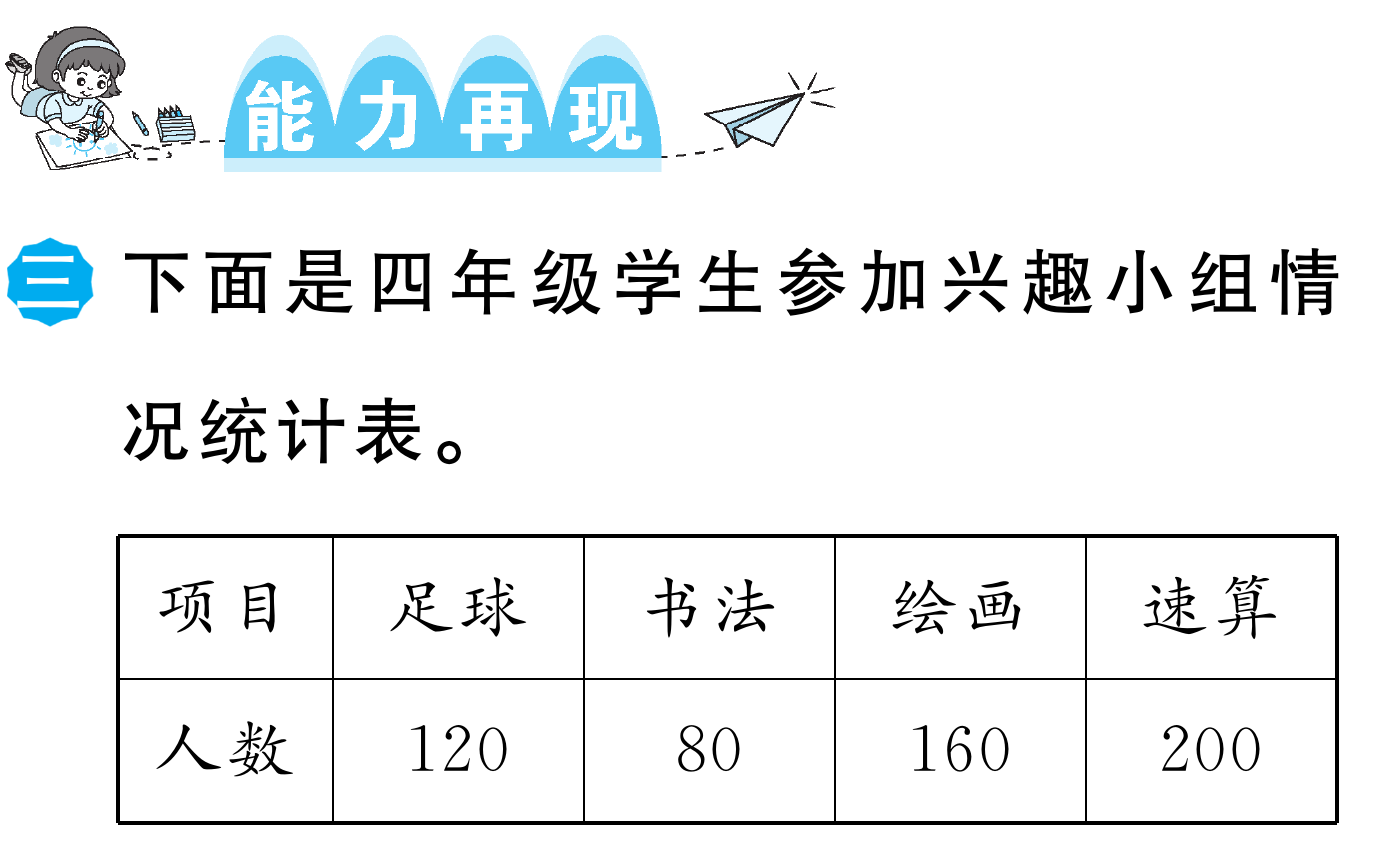 能力再现
三 下面是四年级学生参加兴趣小组情
况统计表。
项目 足球 书法 绘画 速算
人数 120 80 160 200